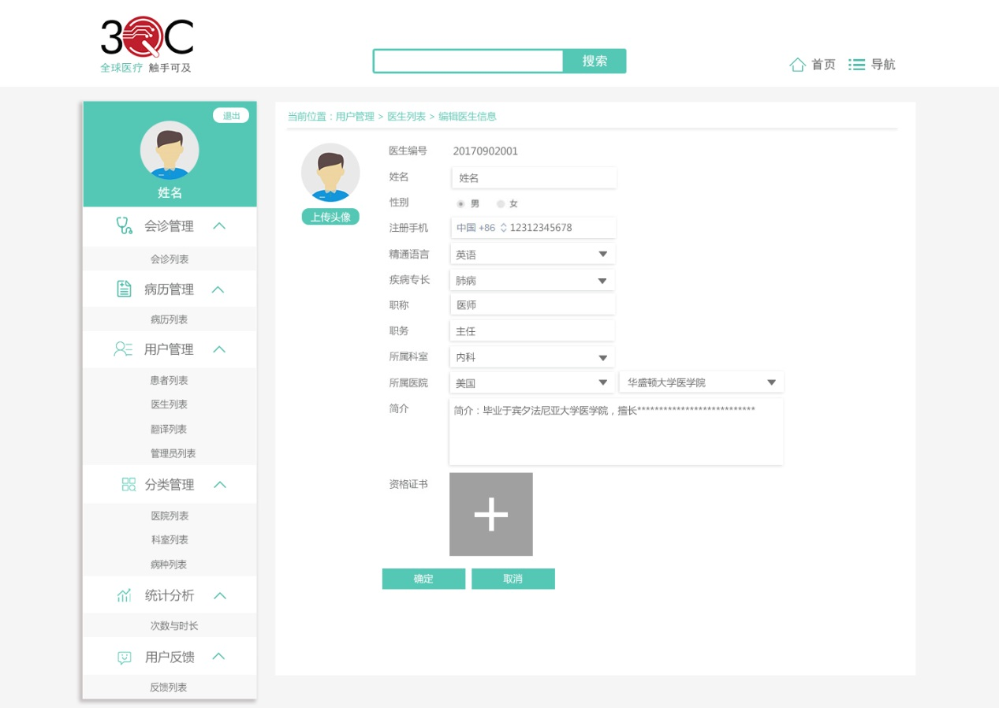 3QC
全球医疗 触手可及
搜索
首页 导航
退出
姓名
会诊管理
会诊列表
病历管理
病历列表
用户管理
患者列表
医生列表
翻译列表
管理员列表
分类管理
医院列表
科室列表
病种列表
统计分析
次数与时长
用户反馈
反馈列表
当前位置：用户管理 > 医生列表 > 编辑医生信息
上传头像
医生编号 20170902001
姓名 姓名
性别 男 女
注册手机 中国 +86 12312345678
精通语言 英语
疾病专长 肺病
职称 医师
职务 主任
所属科室 内科
所属医院 美国 华盛顿大学医学院
简介 简介：毕业于宾夕法尼亚大学医学院，擅长***************************
资格证书
确定 取消